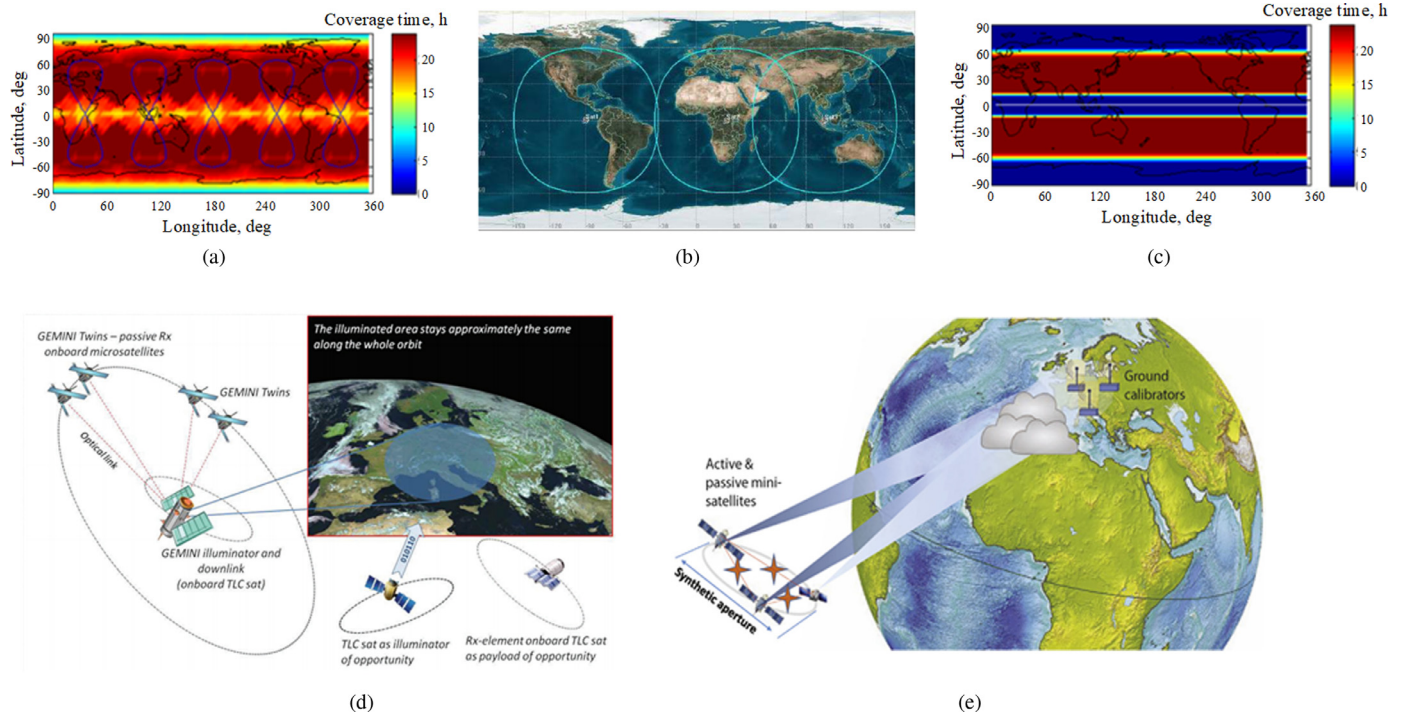 Coverage time, h
90
60
30
0
-30
-60
-90
0
60
120
180
240
300
360
20
15
10
5
0
Latitude, deg
Longitude, deg
(a)
(b)
Coverage time, h
90
60
30
0
-30
-60
-90
0
60
120
180
240
300
360
20
15
10
5
0
Latitude, deg
Longitude, deg
(c)
GEMINI Twins – passive Rx
onboard microsatellites
GEMINI Twins
Optical link
GEMINI illuminator and
downlink
(onboard TLC sat)
The illuminated area stays approximately the same
along the whole orbit
010110
TLC sat as illuminator
of opportunity
Rx-element onboard TLC sat
as payload of opportunity
(d)
Active &
passive mini-
satellites
Synthetic aperture
Ground
calibrators
(e)